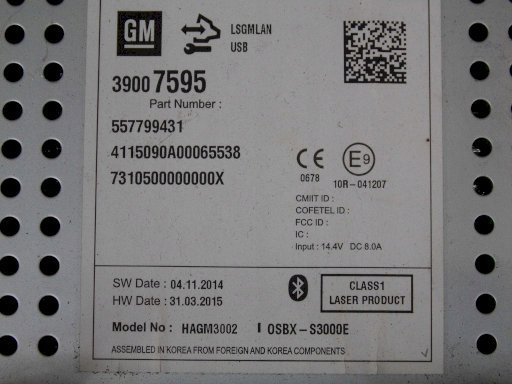 GM
LSGMLAN
USB
3900 7595
Part Number :
557799431
4115090A00065538
7310500000000X
CE
0678
E9
10R-041207
CMIIT ID :
COFETEL ID :
FCC ID :
IC :
Input : 14.4V DC 8.0A
SW Date : 04.11.2014
HW Date : 31.03.2015
CLASS1
LASER PRODUCT
Model No : HAGM3002 I OSBX-S3000E
ASSEMBLED IN KOREA FROM FOREIGN AND KOREA COMPONENTS